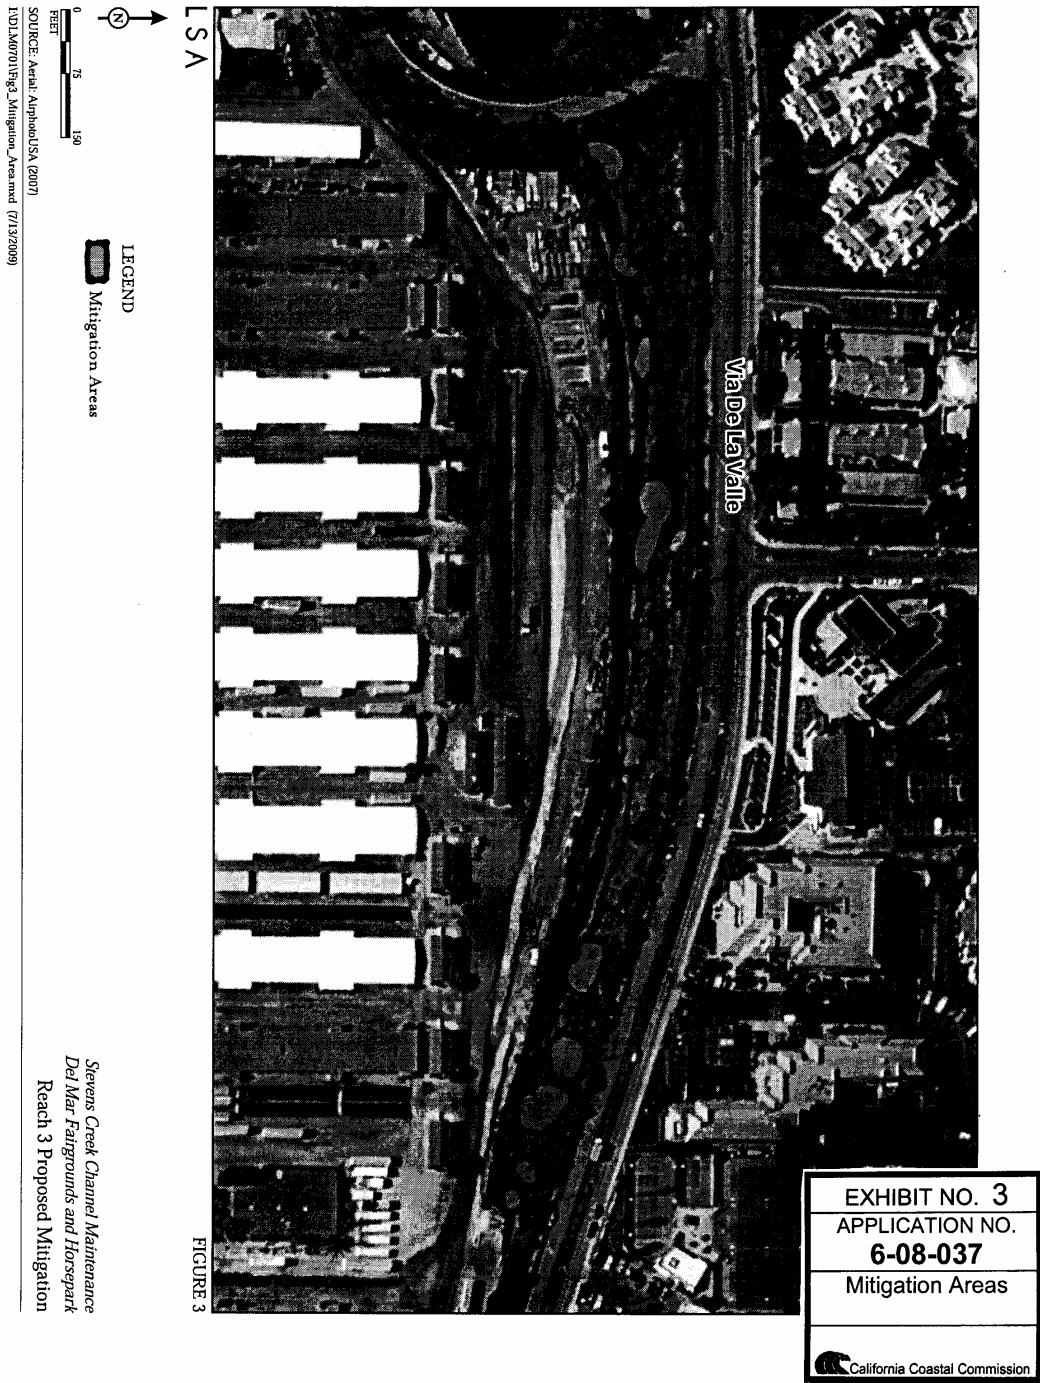 LSA
FIGURE 3
N
0 75 150
FEET
SOURCE: Aerial: AirphotoUSA (2007)
I:\DLM0701\Fig3_Mitigation_Area.mxd (7/13/2009)
LEGEND
Mitigation Areas
Via De La Valle
Stevens Creek Channel Maintenance
Del Mar Fairgrounds and Horsepark
Reach 3 Proposed Mitigation
EXHIBIT NO. 3
APPLICATION NO.
6-08-037
Mitigation Areas
California Coastal Commission